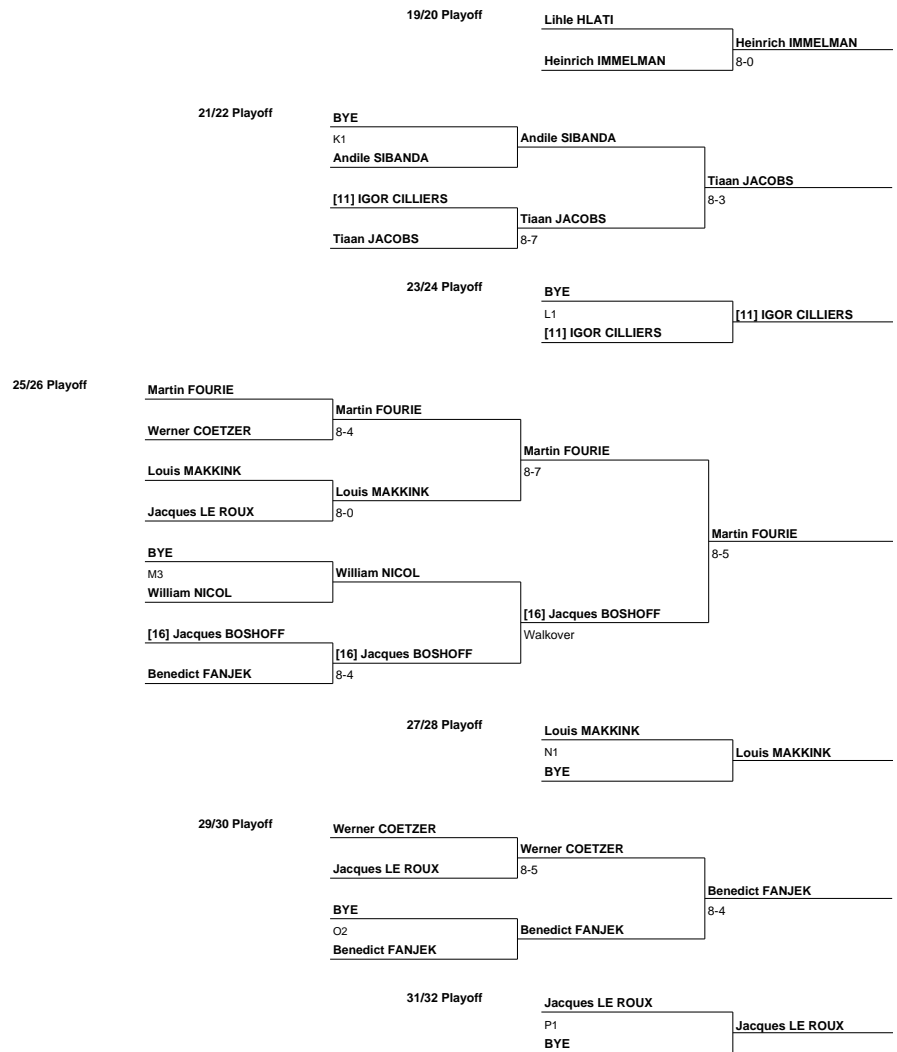 19/20 Playoff
Lihle HLATI
Heinrich IMMELMAN
Heinrich IMMELMAN
8-0
21/22 Playoff
BYE
K1
Andile SIBANDA
Andile SIBANDA
[11] IGOR CILLIERS
Tiaan JACOBS
Tiaan JACOBS
8-7
Tiaan JACOBS
8-3
23/24 Playoff
BYE
L1
[11] IGOR CILLIERS
[11] IGOR CILLIERS
25/26 Playoff
Martin FOURIE
Martin FOURIE
Werner COETZER
8-4
Martin FOURIE
8-7
Louis MAKKINK
Louis MAKKINK
Jacques LE ROUX
8-0
Martin FOURIE
8-5
BYE
M3
William NICOL
William NICOL
[16] Jacques BOSHOFF
Walkover
[16] Jacques BOSHOFF
[16] Jacques BOSHOFF
Benedict FANJEK
8-4
27/28 Playoff
Louis MAKKINK
N1
Louis MAKKINK
BYE
29/30 Playoff
Werner COETZER
Werner COETZER
Jacques LE ROUX
8-5
Benedict FANJEK
8-4
BYE
O2
Benedict FANJEK
Benedict FANJEK
31/32 Playoff
Jacques LE ROUX
P1
Jacques LE ROUX
BYE